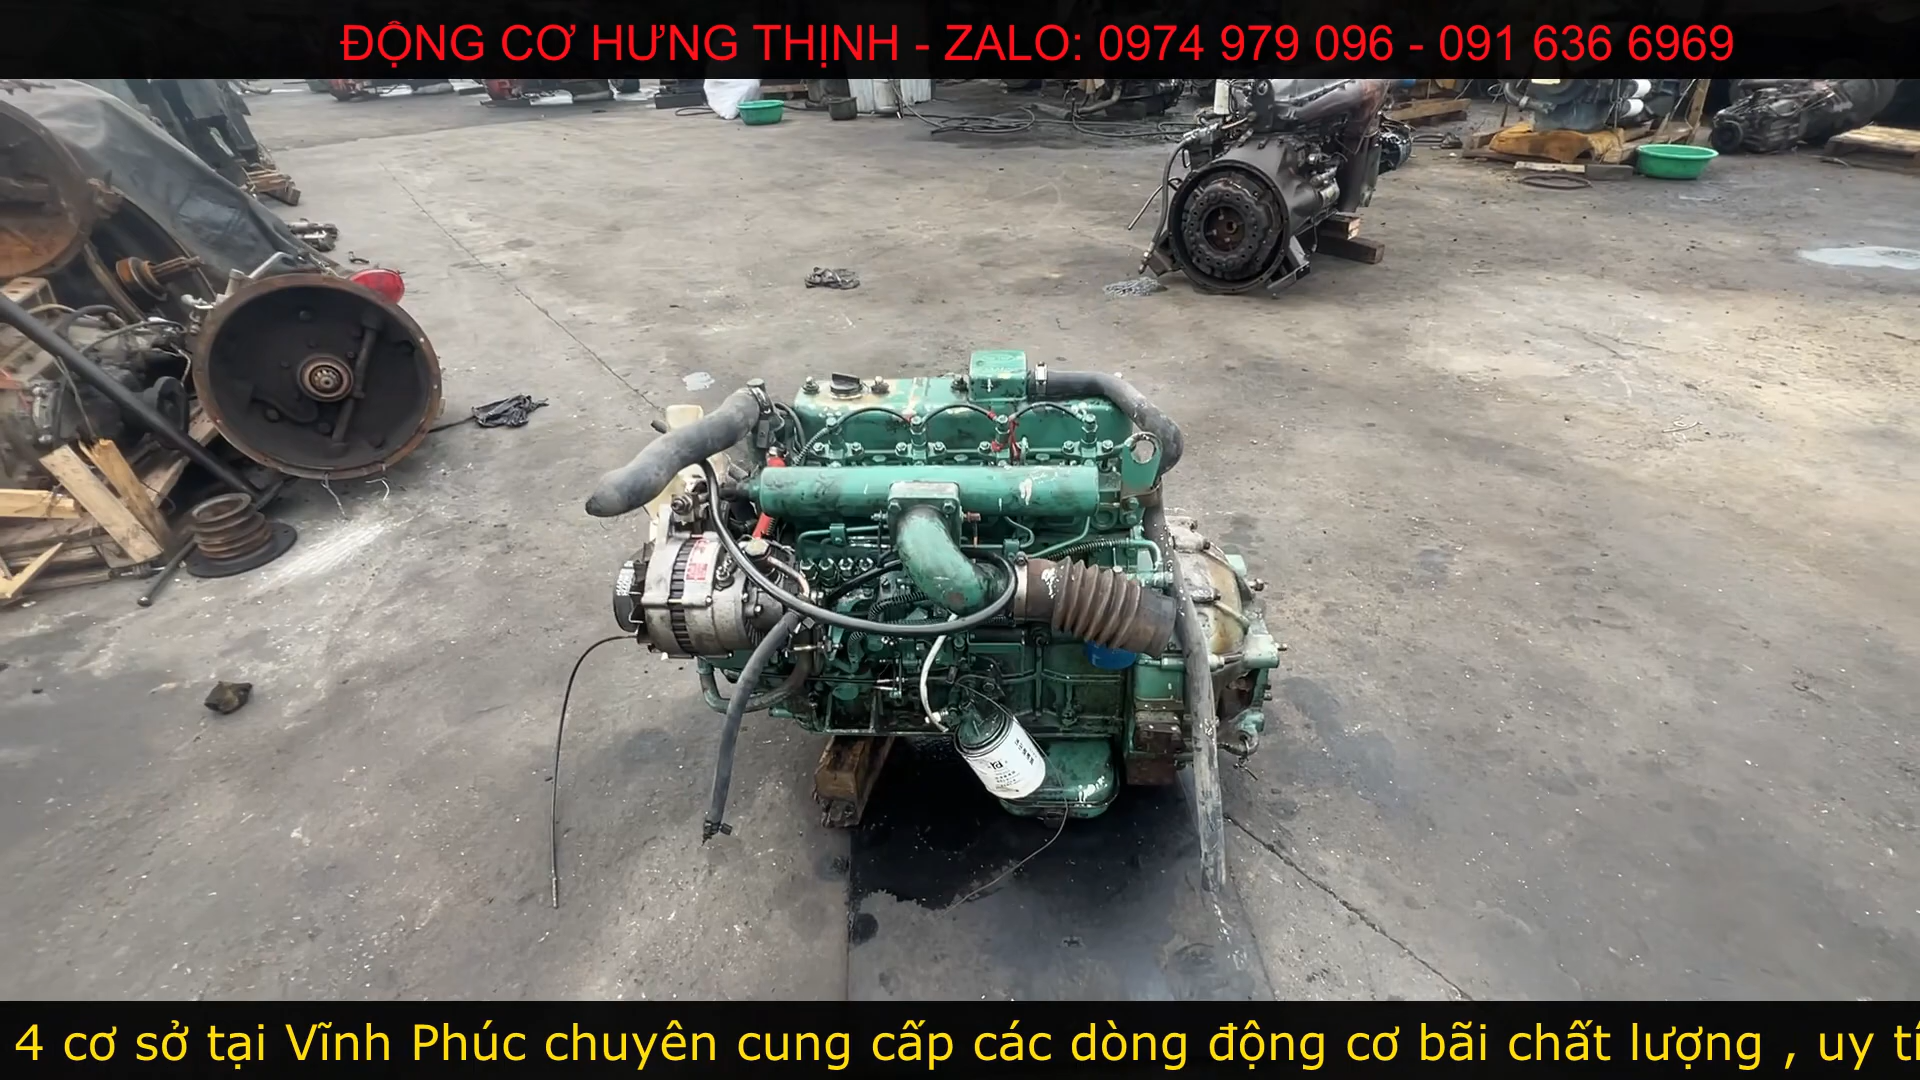 ĐỘNG CƠ HƯNG THỊNH - ZALO: 0974 979 096 - 091 636 6969
4 cơ sở tại Vĩnh Phúc chuyên cung cấp các dòng động cơ bãi chất lượng , uy tí